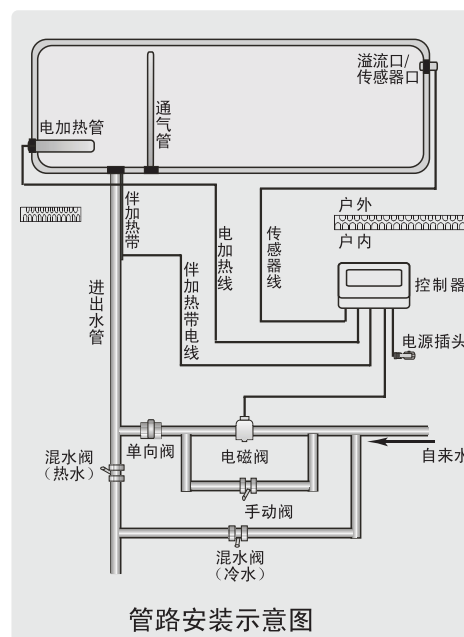 溢流口/
传感器口
通气管
电加热管
伴加热带
户外
户内
电加热线
传感器线
伴加热带电线
进出水管
控制器
电源插头
单向阀
电磁阀
自来水
混水阀
（热水）
手动阀
混水阀
（冷水）
管路安装示意图